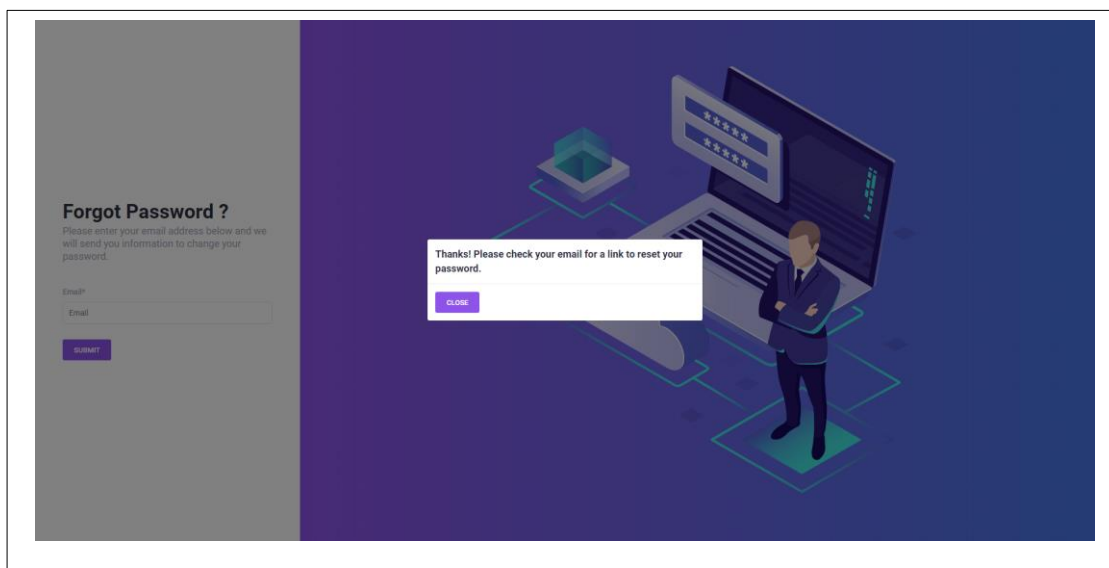 Forgot Password ?
Please enter your email address below and we
will send you information to change your
password.
Email*
Email
SUBMIT
*****
*****
Thanks! Please check your email for a link to reset your
password.
CLOSE